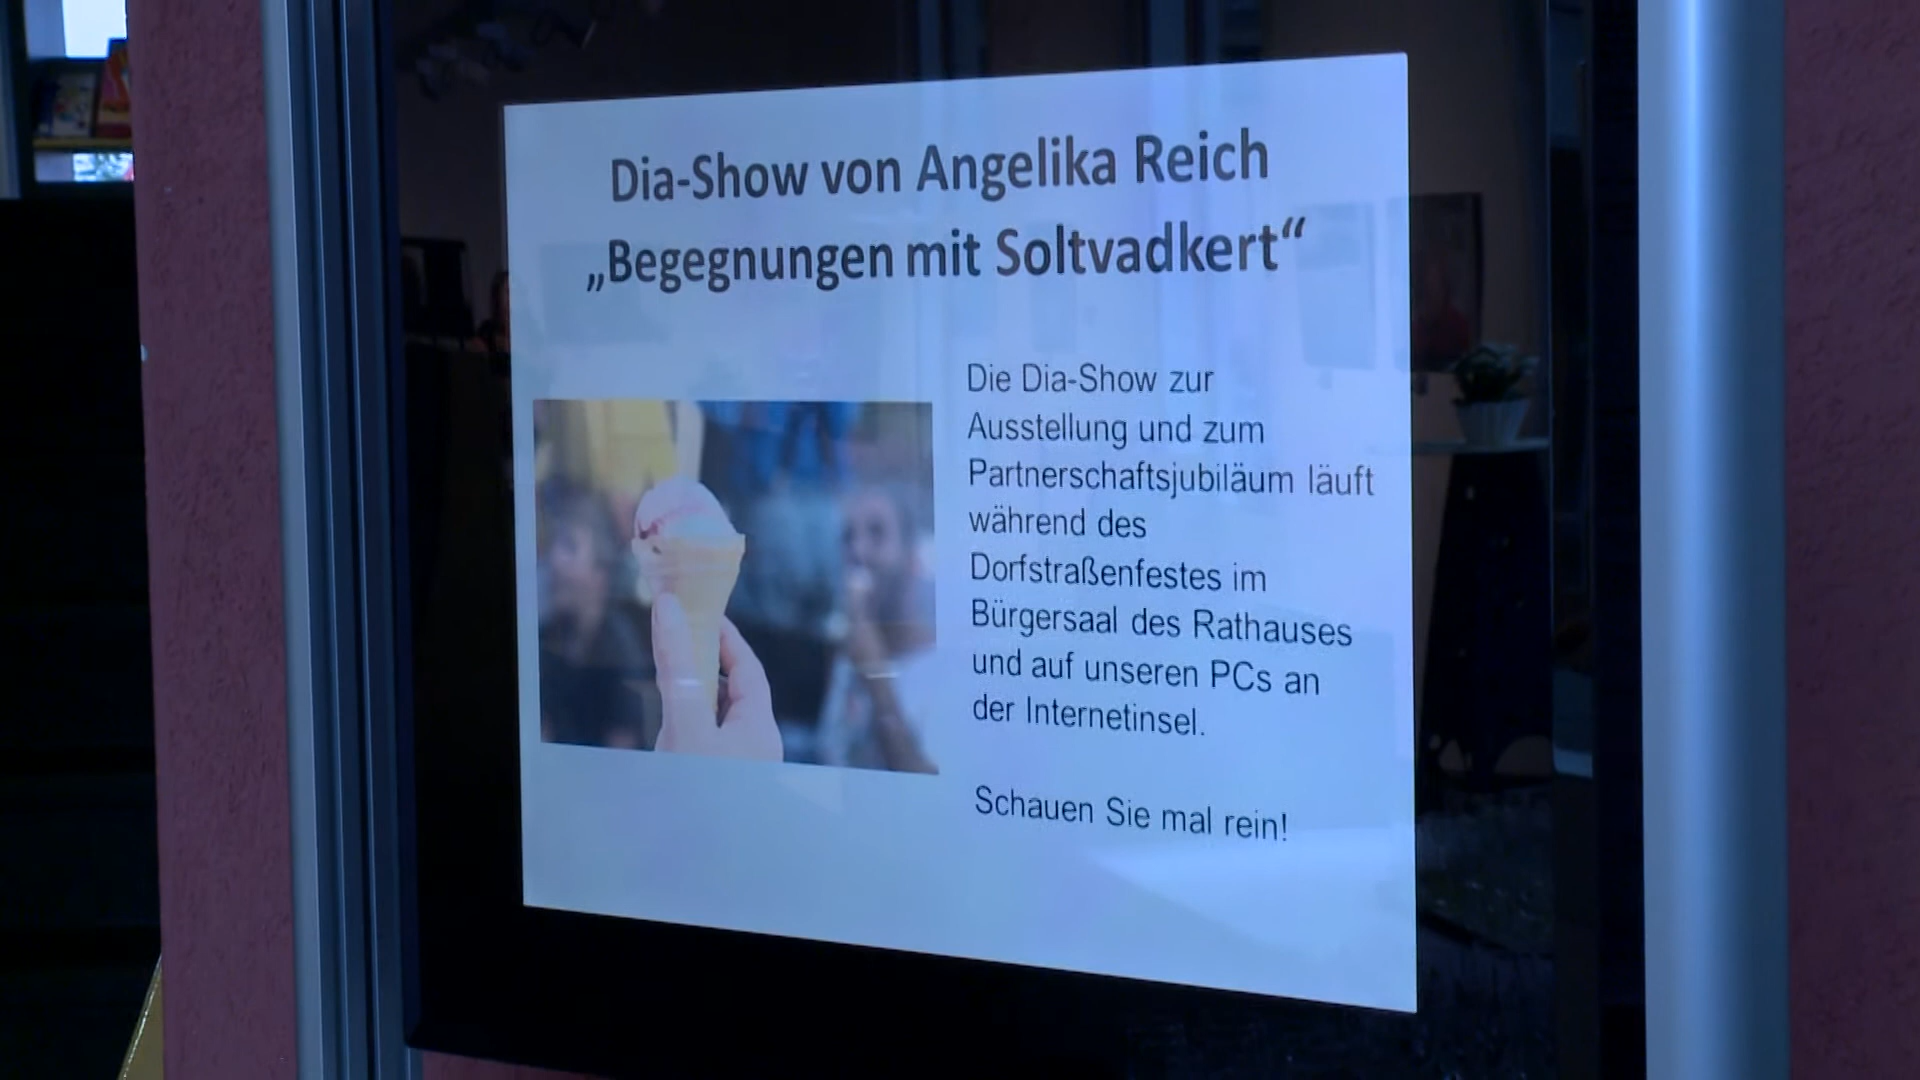 Dia-Show von Angelika Reich
„Begegnungen mit Soltvadkert“
Die Dia-Show zur
Ausstellung und zum
Partnerschaftsjubiläum läuft
während des
Dorfstraßenfestes im
Bürgersaal des Rathauses
und auf unseren PCs an
der Internetinsel.
Schauen Sie mal rein!